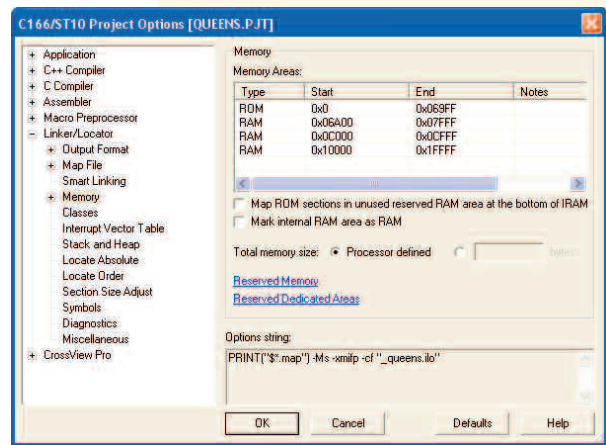 C166/ST10 Project Options [QUEENS.PJT]
Application
C++ Compiler
C Compiler
Assembler
Macro Preprocessor
Linker/Locator
Output Format
Map File
Smart Linking
Memory
Classes
Interrupt Vector Table
Stack and Heap
Locate Absolute
Locate Order
Section Size Adjust
Symbols
Diagnostics
Miscellaneous
CrossView Pro
Memory
Memory Areas:
Type Start End Notes
ROM 0x0 0x069FF
RAM 0x06A00 0x07FFF
RAM 0x0C000 0x0CFFF
RAM 0x10000 0x1FFFF
Map ROM sections in unused reserved RAM area at the bottom of IRAM
Mark internal RAM area as RAM
Total memory size: Processor defined bytes
Reserved Memory
Reserved Dedicated Areas
Options string:
PRINT("$*.map") -Ms -xmifp -cf "_queens.ilo"
OK Cancel Defaults Help